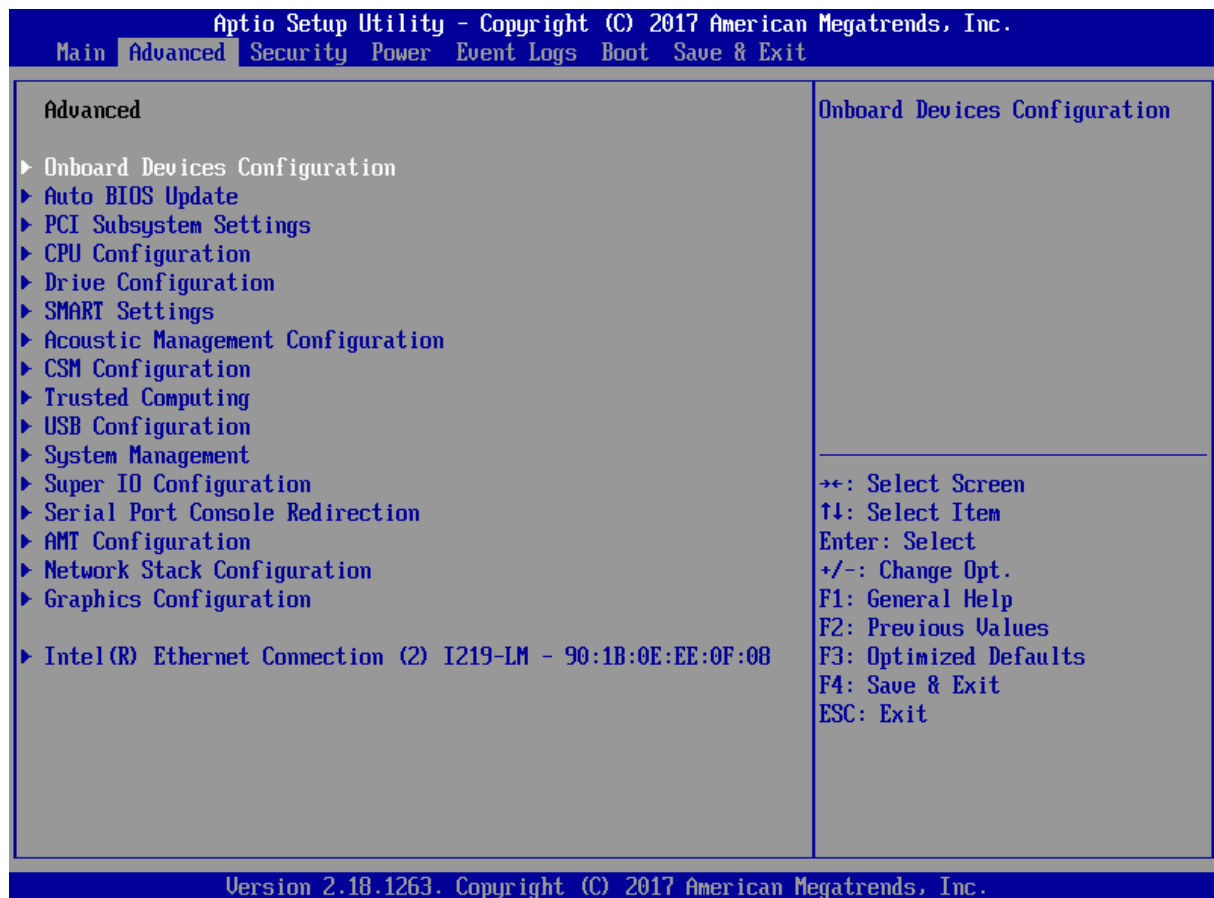 Aptio Setup Utility - Copyright (C) 2017 American Megatrends, Inc.
Main Advanced Security Power Event Logs Boot Save & Exit
Advanced
Onboard Devices Configuration
Auto BIOS Update
PCI Subsystem Settings
CPU Configuration
Drive Configuration
SMART Settings
Acoustic Management Configuration
CSM Configuration
Trusted Computing
USB Configuration
System Management
Super IO Configuration
Serial Port Console Redirection
AMT Configuration
Network Stack Configuration
Graphics Configuration
Intel(R) Ethernet Connection (2) I219-LM - 90:1B:0E:EE:0F:08
Onboard Devices Configuration
→←: Select Screen
↑↓: Select Item
Enter: Select
+/-: Change Opt.
F1: General Help
F2: Previous Values
F3: Optimized Defaults
F4: Save & Exit
ESC: Exit
Version 2.18.1263. Copyright (C) 2017 American Megatrends, Inc.